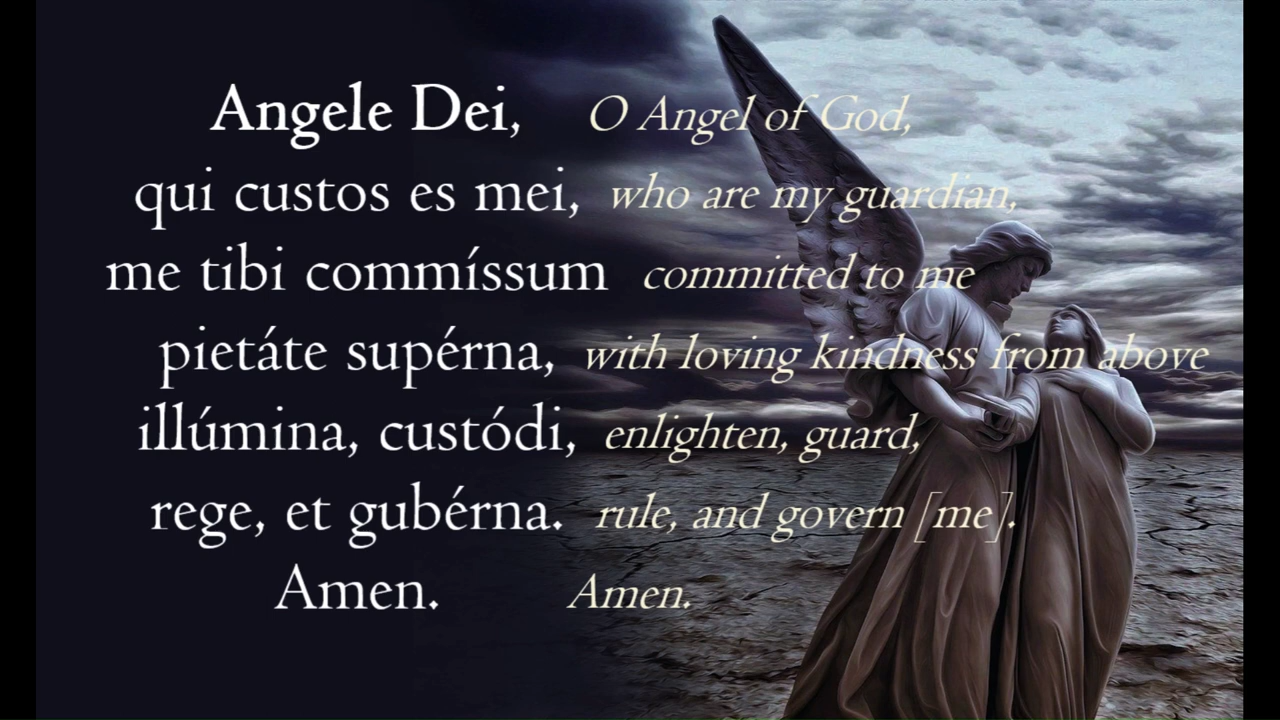 Angele Dei, O Angel of God,
qui custos es mei, who are my guardian,
me tibi commíssum committed to me
pietáte supérna, with loving kindness from above
illúmina, custódi, enlighten, guard,
rege, et gubérna. rule, and govern [me].
Amen. Amen.